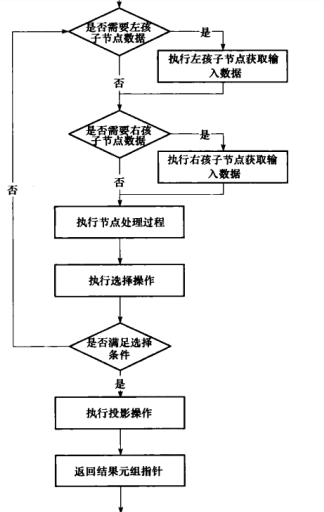 是否需要左孩
子节点数据
是
执行左孩子节点获取输
入数据
否
是否需要右孩
子节点数据
是
执行右孩子节点获取输
入数据
否
否
执行节点处理过程
执行选择操作
是否满足选择
条件
是
执行投影操作
返回结果元组指针